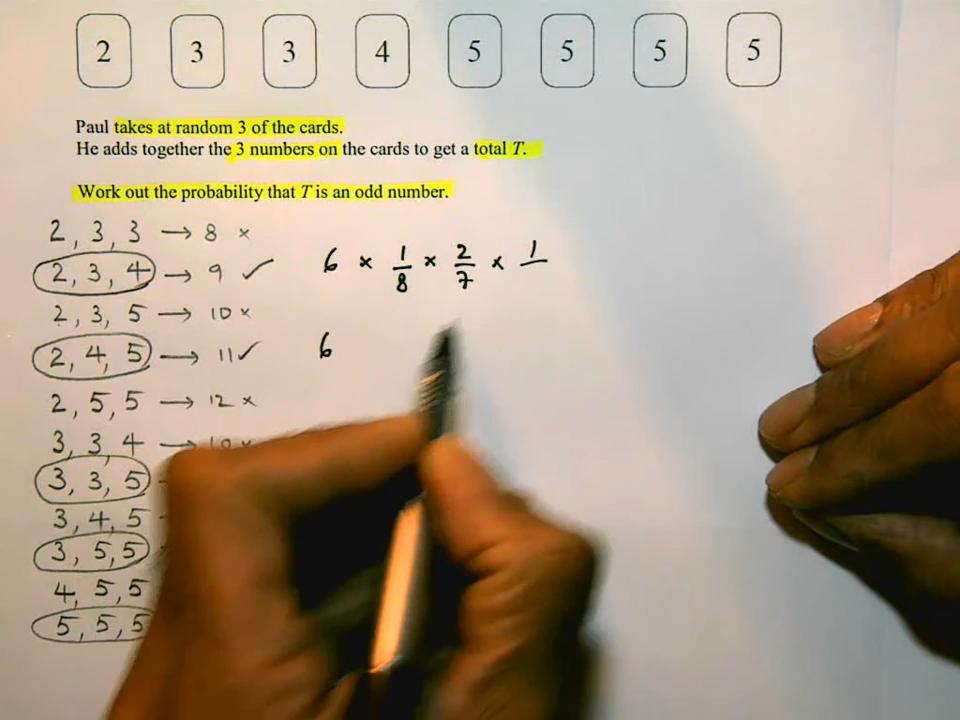 2 3 3 4 5 5 5 5
Paul takes at random 3 of the cards.
He adds together the 3 numbers on the cards to get a total T.
Work out the probability that T is an odd number.
2, 3, 3 → 8 ×
2, 3, 4 → 9 ✓ 6 × 1/8 × 2/7 × 1/
2, 3, 5 → 10 ×
2, 4, 5 → 11 ✓ 6
2, 5, 5 → 12 ×
3, 3, 4 → 10 ×
3, 3, 5
3, 4, 5
3, 5, 5
4, 5, 5
5, 5, 5